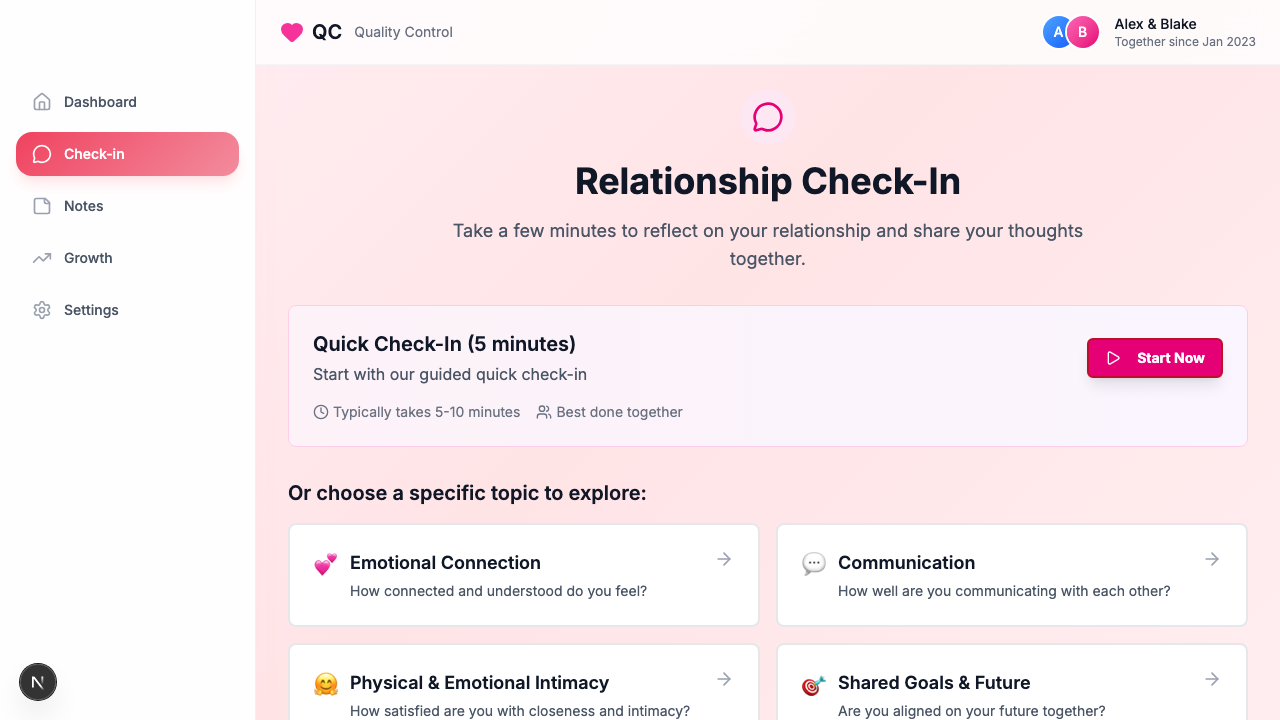 QC Quality Control
A B
Alex & Blake
Together since Jan 2023
Dashboard
Check-in
Notes
Growth
Settings
N
Relationship Check-In
Take a few minutes to reflect on your relationship and share your thoughts
together.
Quick Check-In (5 minutes)
Start with our guided quick check-in
Typically takes 5-10 minutes Best done together
Start Now
Or choose a specific topic to explore:
Emotional Connection
How connected and understood do you feel?
Communication
How well are you communicating with each other?
Physical & Emotional Intimacy
How satisfied are you with closeness and intimacy?
Shared Goals & Future
Are you aligned on your future together?